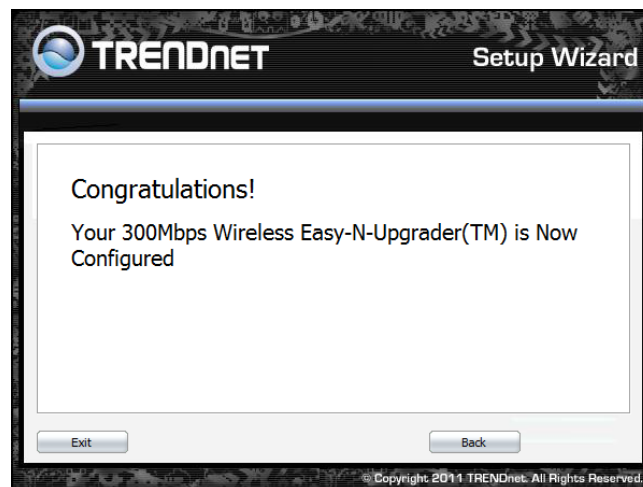 TRENDNET
Setup Wizard
Congratulations!
Your 300Mbps Wireless Easy-N-Upgrader(TM) is Now
Configured
Exit
Back
© Copyright 2011 TRENDnet. All Rights Reserved.